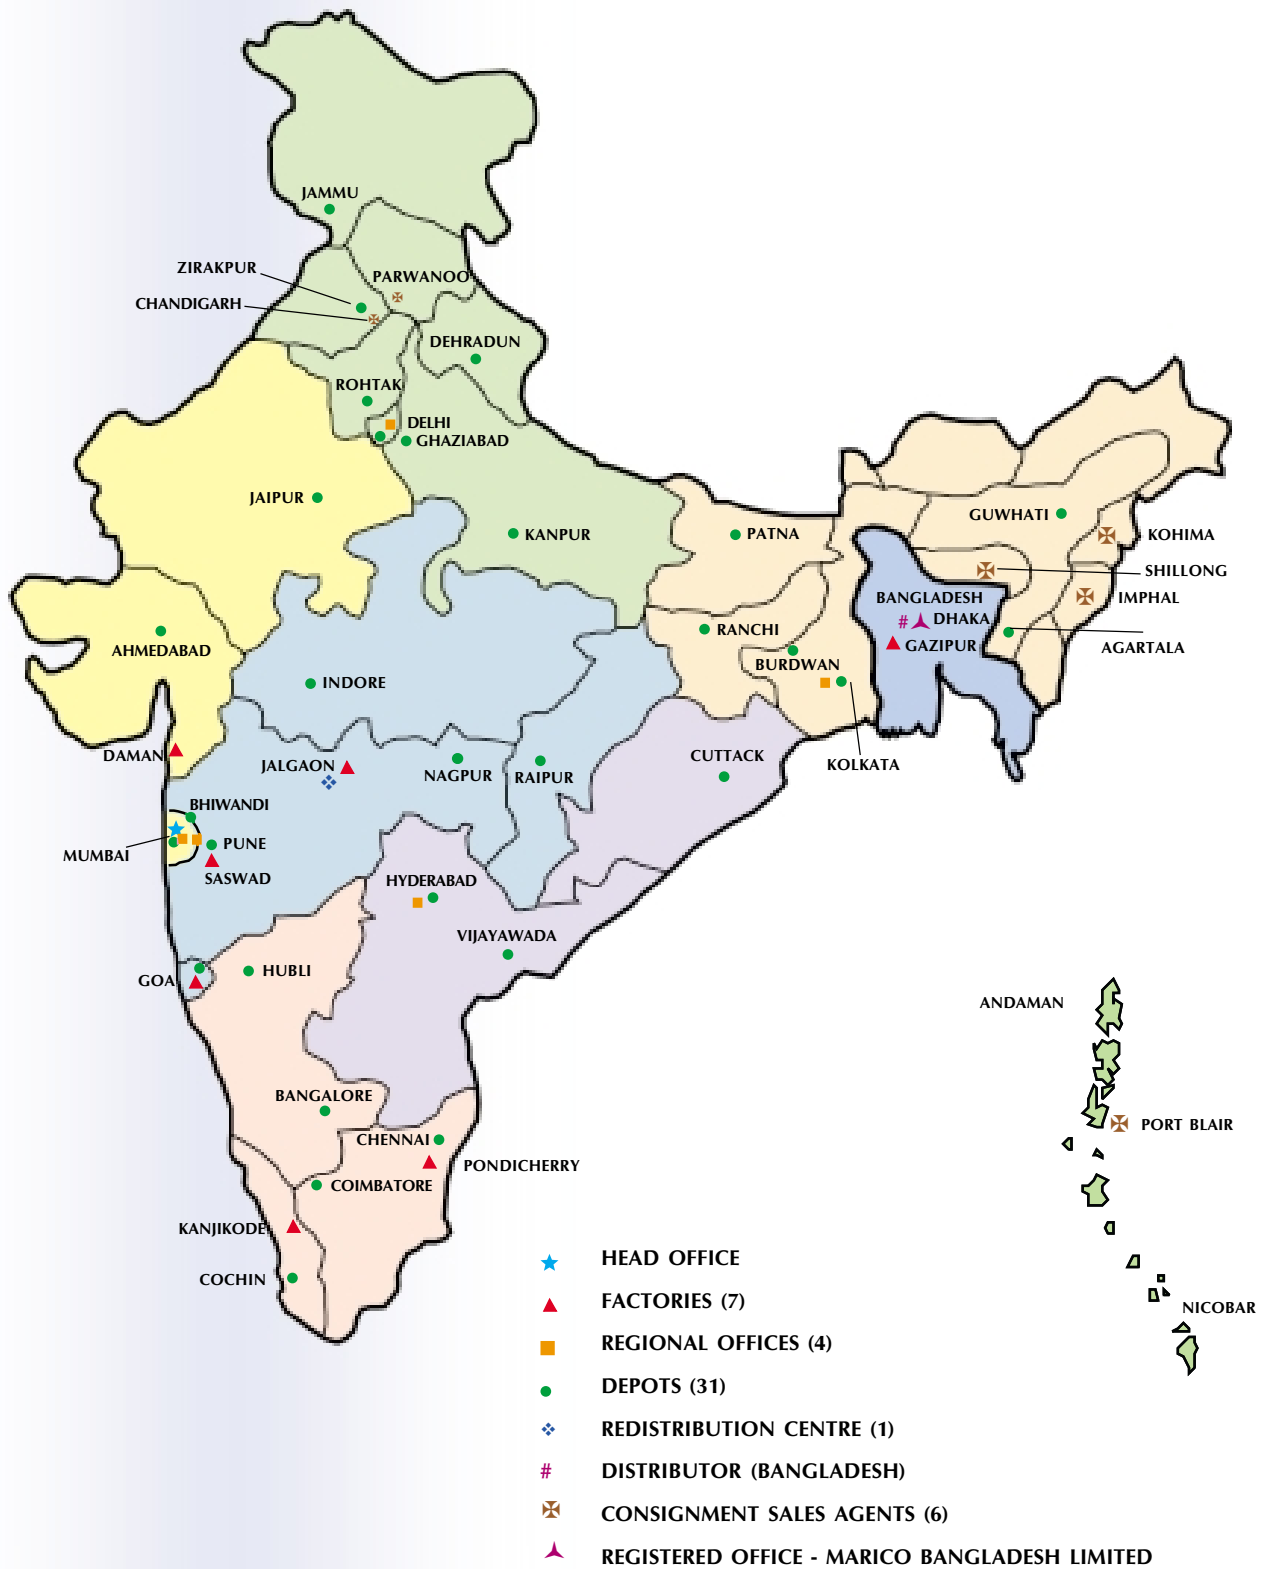 JAMMU
ZIRAKPUR
PARWANOO
CHANDIGARH
DEHRADUN
ROHTAK
DELHI
GHAZIABAD
JAIPUR
KANPUR
PATNA
GUWHATI
KOHIMA
SHILLONG
IMPHAL
BANGLADESH
# DHAKA
GAZIPUR
AGARTALA
AHMEDABAD
RANCHI
BURDWAN
INDORE
KOLKATA
DAMAN
JALGAON
NAGPUR
RAIPUR
CUTTACK
BHIWANDI
MUMBAI
PUNE
SASWAD
HYDERABAD
VIJAYAWADA
GOA
HUBLI
ANDAMAN
BANGALORE
CHENNAI
PORT BLAIR
PONDICHERRY
COIMBATORE
KANJIKODE
COCHIN
NICOBAR
HEAD OFFICE
FACTORIES (7)
REGIONAL OFFICES (4)
DEPOTS (31)
REDISTRIBUTION CENTRE (1)
# DISTRIBUTOR (BANGLADESH)
CONSIGNMENT SALES AGENTS (6)
REGISTERED OFFICE - MARICO BANGLADESH LIMITED